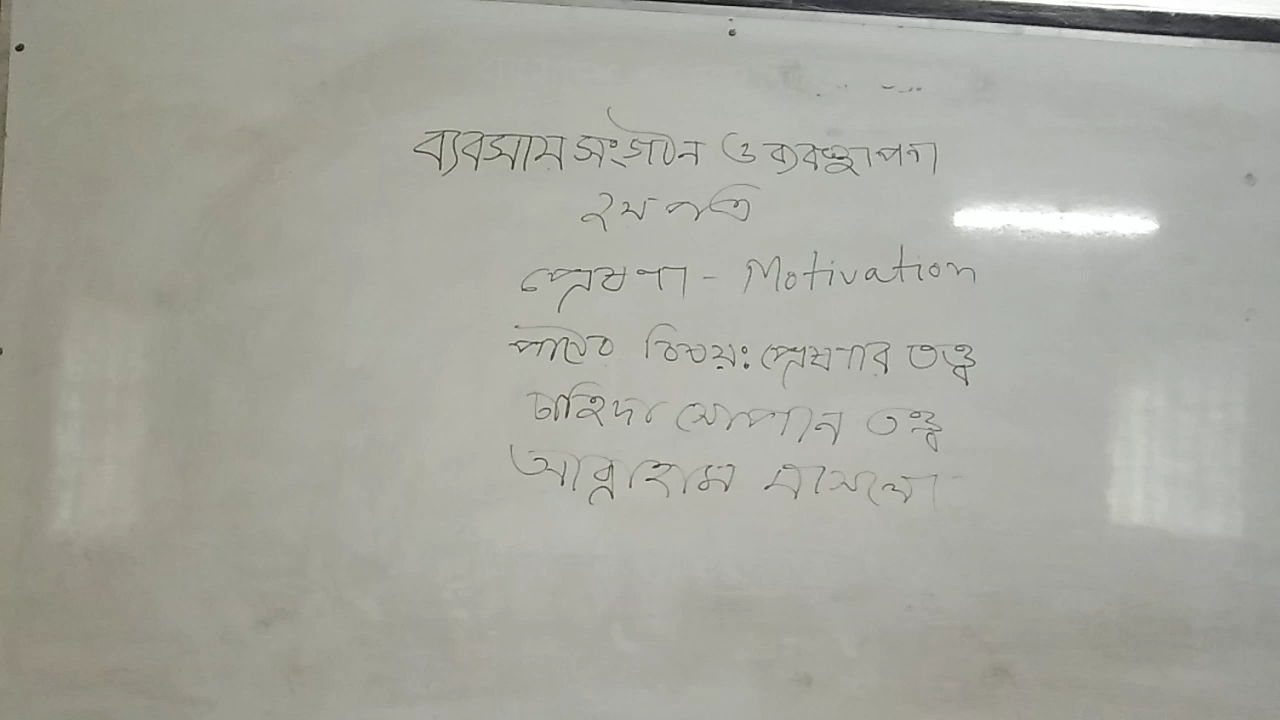 ব্যবসায় সংগঠন ও ব্যবস্থাপনা
২য় পত্র
প্রেষণা - Motivation
পাঠের বিষয়: প্রেষণার তত্ত্ব
চাহিদা সোপান তত্ত্ব
আব্রাহাম মাসলো